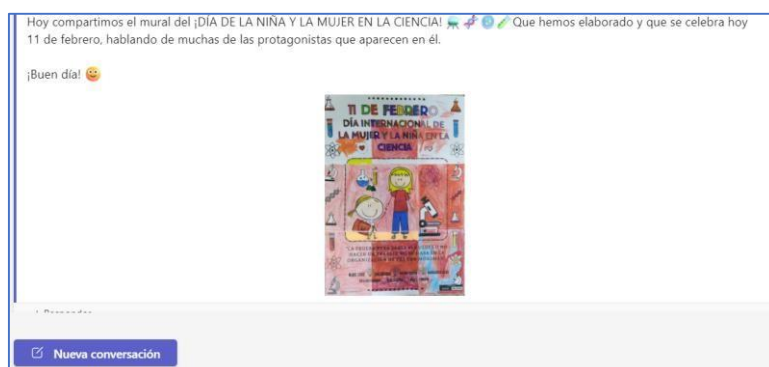 Hoy compartimos el mural del ¡DÍA DE LA NIÑA Y LA MUJER EN LA CIENCIA! Que hemos elaborado y que se celebra hoy
11 de febrero, hablando de muchas de las protagonistas que aparecen en él.
¡Buen día!
11 DE FEBRERO
DÍA INTERNACIONAL DE
LA MUJER Y LA NIÑA EN LA
CIENCIA
Nueva conversación